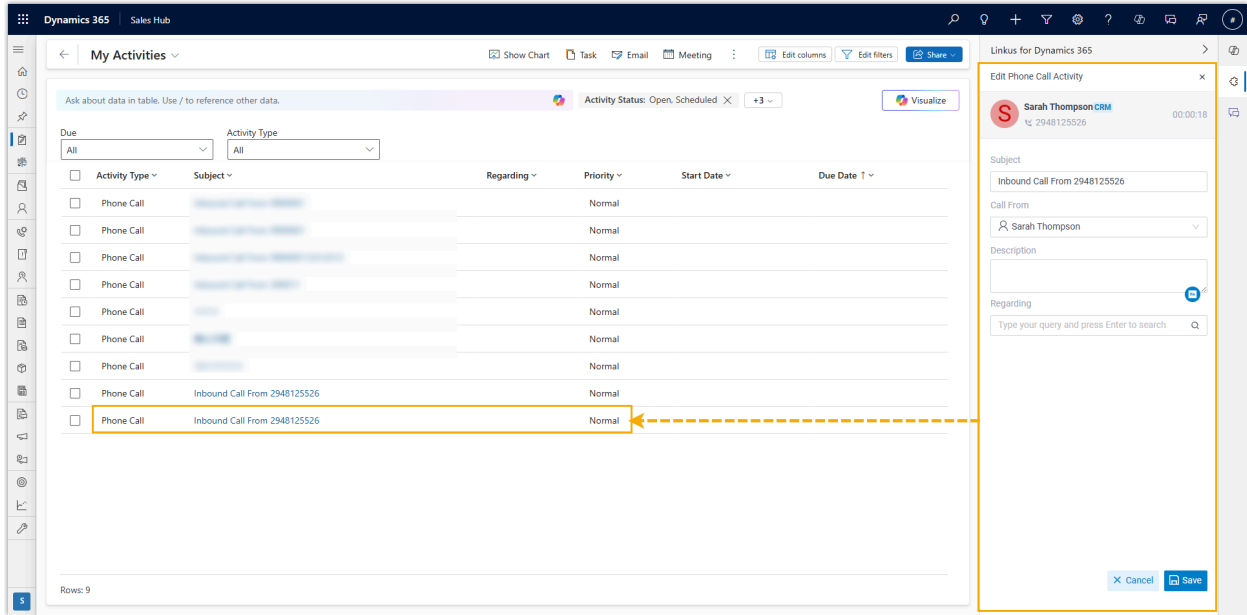 Dynamics 365 Sales Hub
My Activities
Show Chart Task Email Meeting Edit columns Edit filters Share
Ask about data in table. Use / to reference other data.
Activity Status: Open, Scheduled +3 Visualize
Due Activity Type
All All
Activity Type Subject Regarding Priority Start Date Due Date ↑
Phone Call Normal
Phone Call Normal
Phone Call Normal
Phone Call Normal
Phone Call Normal
Phone Call Normal
Phone Call Normal
Phone Call Inbound Call From 2948125526 Normal
Phone Call Inbound Call From 2948125526 Normal
Rows: 9
S
Linkus for Dynamics 365
Edit Phone Call Activity
S
Sarah Thompson CRM
2948125526
00:00:18
Subject
Inbound Call From 2948125526
Call From
Sarah Thompson
Description
Regarding
Type your query and press Enter to search
Cancel Save